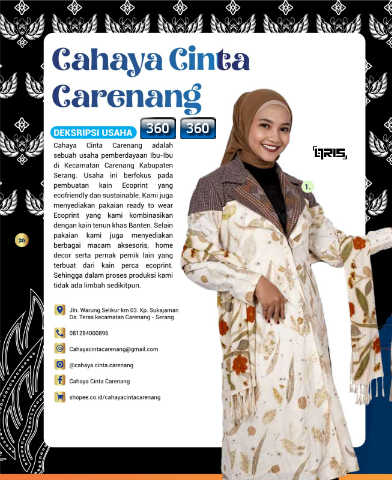 Cahaya Cinta
Carenang
DEKSRIPSI USAHA
360
360
Cahaya Cinta Carenang adalah
sebuah usaha pemberdayaan Ibu-Ibu
di Kecamatan Carenang Kabupaten
Serang. Usaha ini berfokus pada
pembuatan kain Ecoprint yang
ecofriendly dan sustainable. Kami juga
menyediakan pakaian ready to wear
Ecoprint yang kami kombinasikan
dengan kain tenun khas Banten. Selain
pakaian kami juga menyediakan
berbagai macam aksesoris, home
decor serta pernak pernik lain yang
terbuat dari kain perca ecoprint.
Sehingga dalam proses produksi kami
tidak ada limbah sedikitpun.
QRIS
1.
Jln. Warung Selikur km 03. Kp. Sukajaman
Ds. Teras kecamatan Carenang - Serang
081284000895
Cahayacintacarenang@gmail.com
@cahaya.cinta.carenang
Cahaya Cinta Carenang
shopee.co.id/cahayacintacarenang